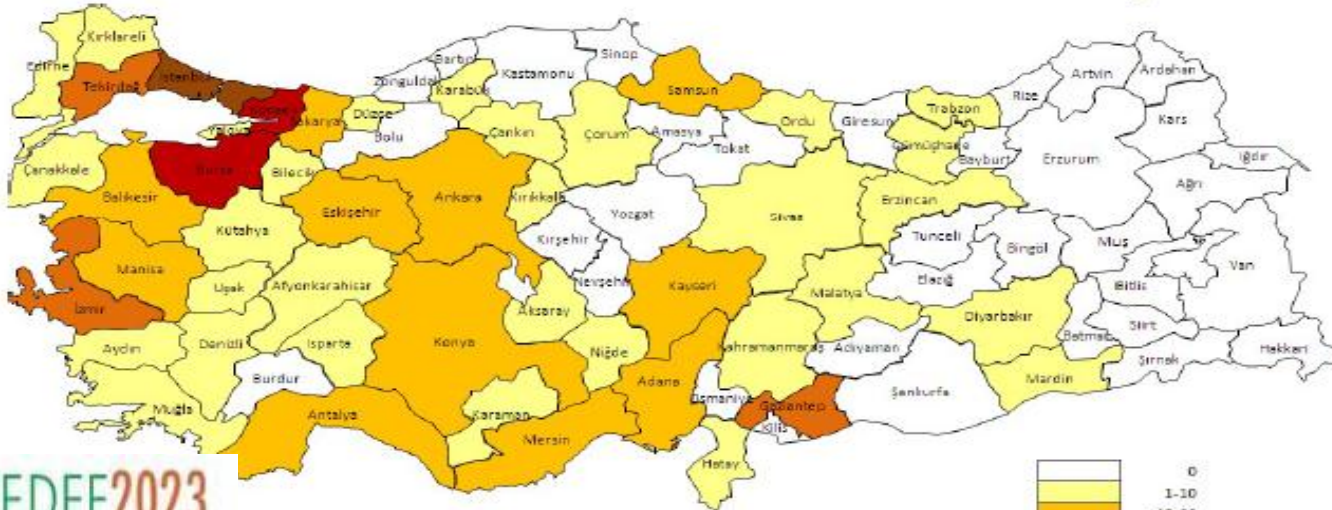 Kırklareli
Edirne
Tekirdağ
İstanbul
Sakarya
Düzce
Zonguldak
Bartın
Karabük
Kastamonu
Sinop
Samsun
Bolu
Çankırı
Çorum
Amasya
Tokat
Ordu
Giresun
Trabzon
Gümüşhane
Bayburt
Rize
Artvin
Ardahan
Kars
Iğdır
Erzurum
Ağrı
Çanakkale
Balıkesir
Bursa
Bilecik
Eskişehir
Ankara
Kırıkkale
Yozgat
Sivas
Erzincan
Tunceli
Bingöl
Muş
Van
Kütahya
Kırşehir
Nevşehir
Kayseri
Malatya
Elazığ
Bitlis
Manisa
Uşak
Afyonkarahisar
Aksaray
Diyarbakır
Batman
Siirt
İzmir
Aydın
Denizli
Isparta
Konya
Niğde
Kahramanmaraş
Adıyaman
Şırnak
Hakkari
Burdur
Adana
Osmaniye
Gaziantep
Şanlıurfa
Mardin
Muğla
Antalya
Karaman
Mersin
Kilis
Hatay
EDEF2023
0
1-10